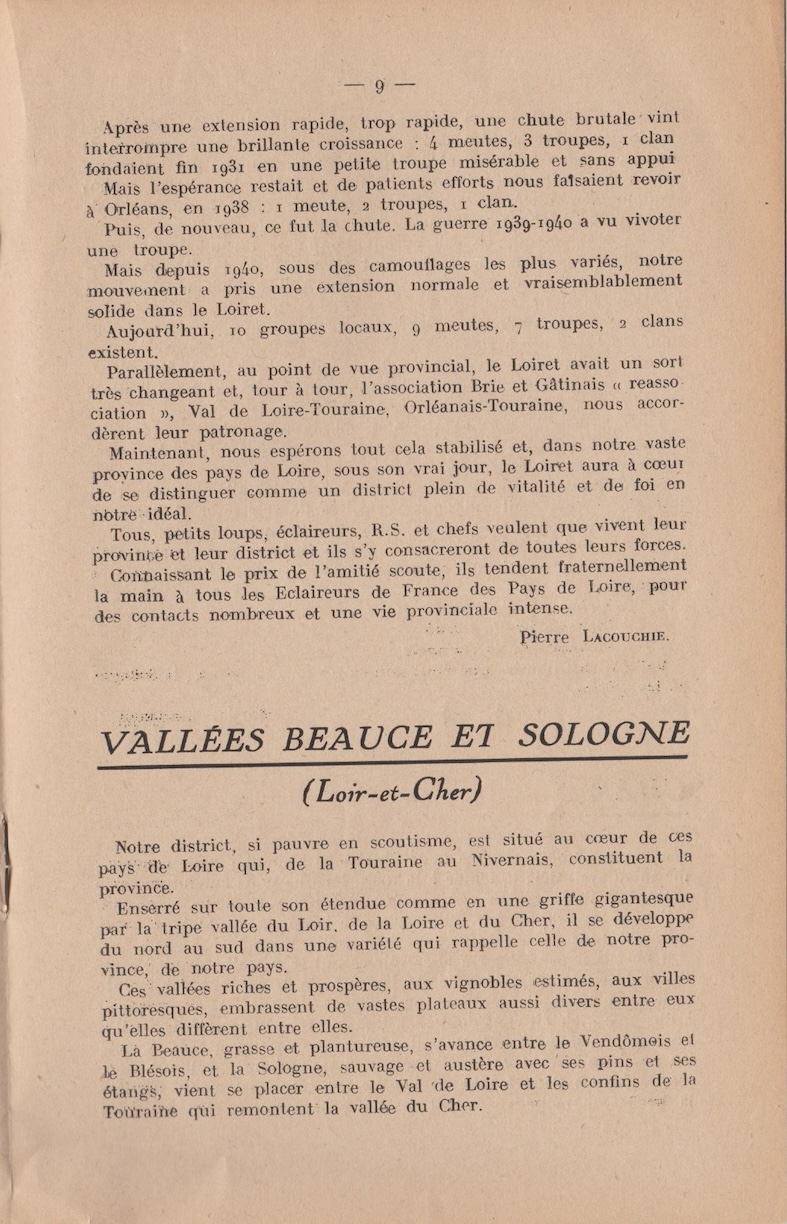 — 9 —
Après une extension rapide, trop rapide, une chute brutale vint
interrompre une brillante croissance : 4 meutes, 3 troupes, 1 clan
fondaient fin 1931 en une petite troupe misérable et sans appui
Mais l'espérance restait et de patients efforts nous faisaient revoir
à Orléans, en 1938 : 1 meute, 2 troupes, 1 clan.
Puis, de nouveau, ce fut la chute. La guerre 1939-1940 a vu vivoter
une troupe.
Mais depuis 1940, sous des camouflages les plus variés, notre
mouvement a pris une extension normale et vraisemblablement
solide dans le Loiret.
Aujourd'hui, 10 groupes locaux, 9 meutes, 7 troupes, 2 clans
existent.
Parallèlement, au point de vue provincial, le Loiret avait un sort
très changeant et, tour à tour, l'association Brie et Gâtinais « reasso
ciation », Val de Loire-Touraine, Orléanais-Touraine, nous accor-
dèrent leur patronage.
Maintenant, nous espérons tout cela stabilisé et, dans notre vaste
province des pays de Loire, sous son vrai jour, le Loiret aura à cœur
de se distinguer comme un district plein de vitalité et de foi en
notre idéal.
Tous, petits loups, éclaireurs, R.S. et chefs veulent que vivent leur
province et leur district et ils s'y consacreront de toutes leurs forces.
Connaissant le prix de l'amitié scoute, ils tendent fraternellement
la main à tous les Eclaireurs de France des Pays de Loire, pour
des contacts nombreux et une vie provinciale intense.
Pierre LACOUCHIE.
VALLÉES BEAUCE ET SOLOGNE
(Loir-et-Cher)
Notre district, si pauvre en scoutisme, est situé au cœur de ces
pays de Loire qui, de la Touraine au Nivernais, constituent la
province.
Enserré sur toute son étendue comme en une griffe gigantesque
par la tripe vallée du Loir, de la Loire et du Cher, il se développe
du nord au sud dans une variété qui rappelle celle de notre pro-
vince, de notre pays.
Ces vallées riches et prospères, aux vignobles estimés, aux villes
pittoresques, embrassent de vastes plateaux aussi divers entre eux
qu'elles diffèrent entre elles.
La Beauce, grasse et plantureuse, s'avance entre le Vendômois et
le Blésois, et la Sologne, sauvage et austère avec ses pins et ses
étangs, vient se placer entre le Val de Loire et les confins de la
Touraine qui remontent la vallée du Cher.